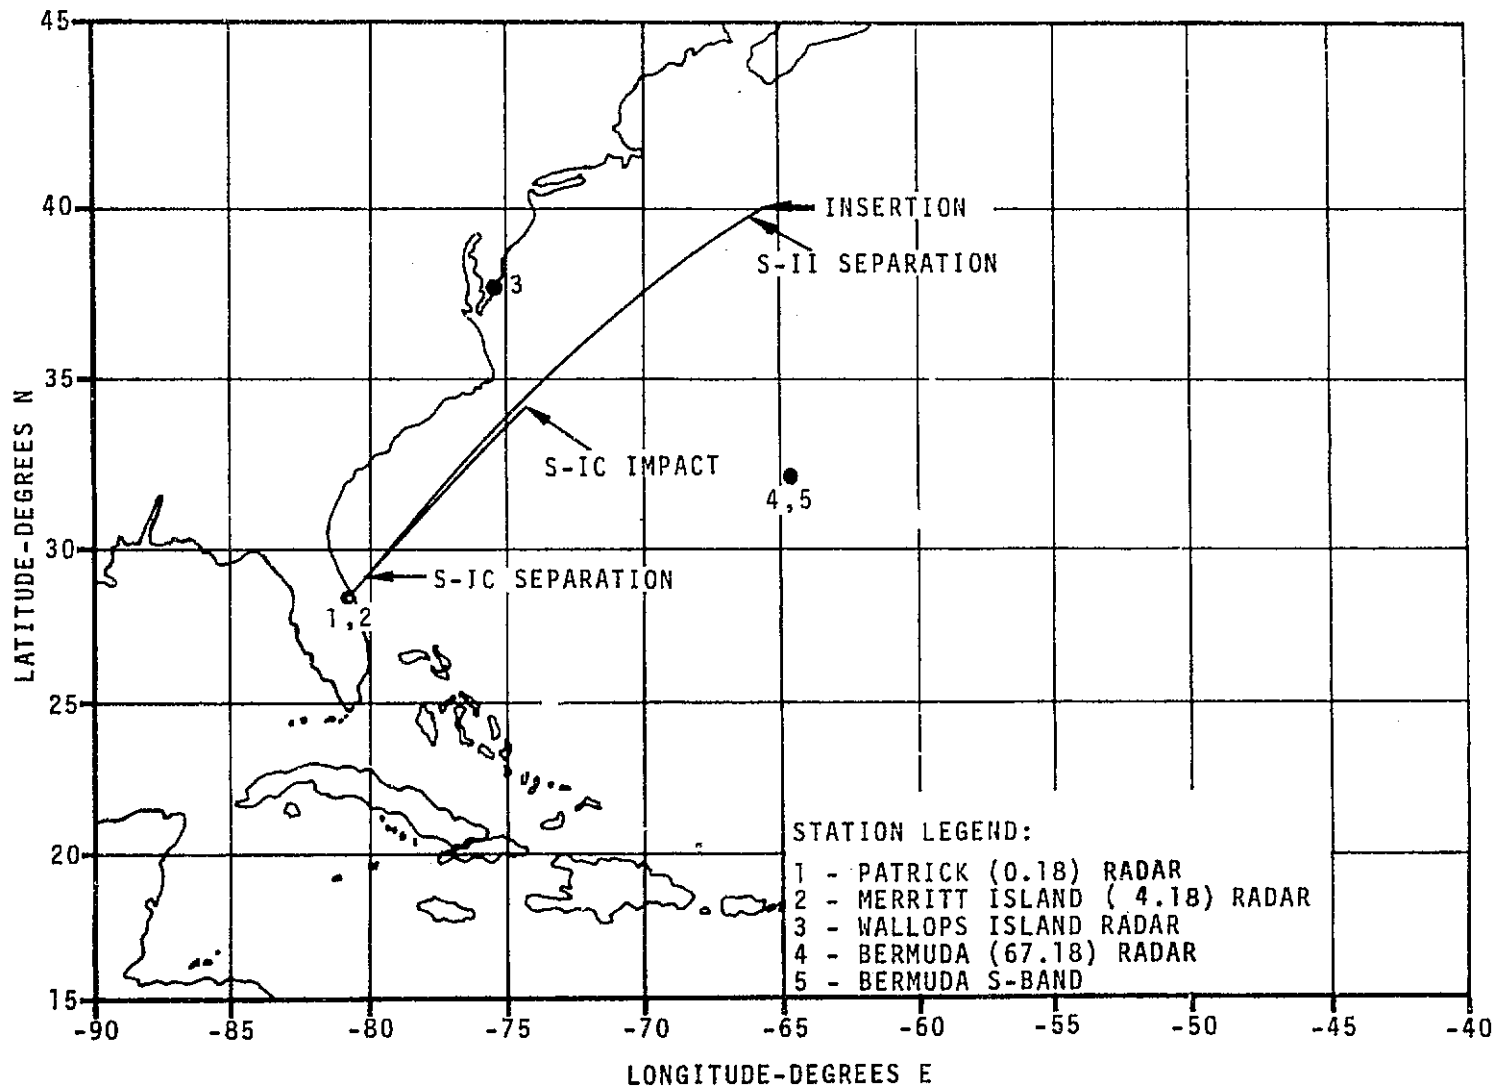 45
40
35
30
25
20
15
LATITUDE-DEGREES N
INSERTION
S-II SEPARATION
3
S-IC IMPACT
4,5
S-IC SEPARATION
1,2
STATION LEGEND:
1 - PATRICK (0.18) RADAR
2 - MERRITT ISLAND ( 4.18) RADAR
3 - WALLOPS ISLAND RADAR
4 - BERMUDA (67.18) RADAR
5 - BERMUDA S-BAND
-90 -85 -80 -75 -70 -65 -60 -55 -50 -45 -40
LONGITUDE-DEGREES E